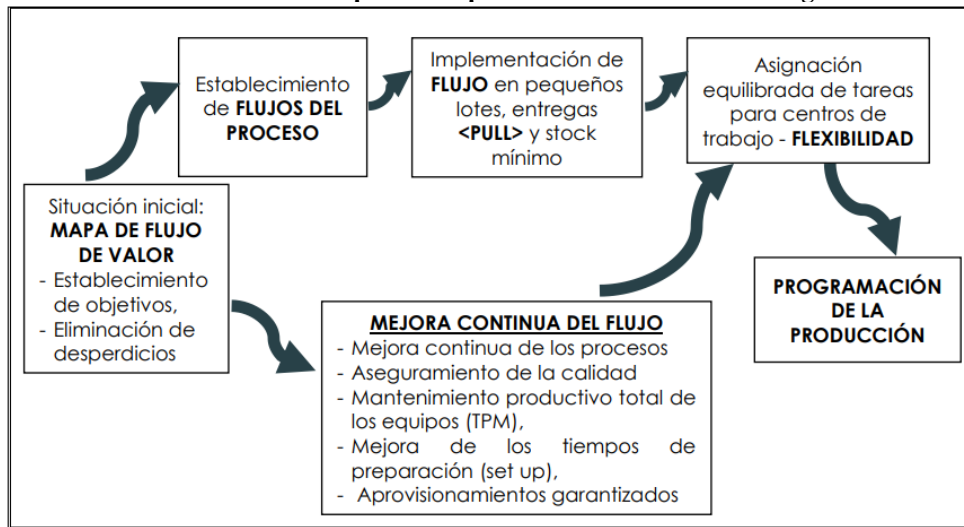 Establecimiento
de FLUJOS DEL
PROCESO
Implementación de
FLUJO en pequeños
lotes, entregas
<PULL> y stock
mínimo
Asignación
equilibrada de tareas
para centros de
trabajo - FLEXIBILIDAD
Situación inicial:
MAPA DE FLUJO
DE VALOR
- Establecimiento
de objetivos,
- Eliminación de
desperdicios
MEJORA CONTINUA DEL FLUJO
- Mejora continua de los procesos
- Aseguramiento de la calidad
- Mantenimiento productivo total de
los equipos (TPM),
- Mejora de los tiempos de
preparación (set up),
- Aprovisionamientos garantizados
PROGRAMACIÓN
DE LA
PRODUCCIÓN